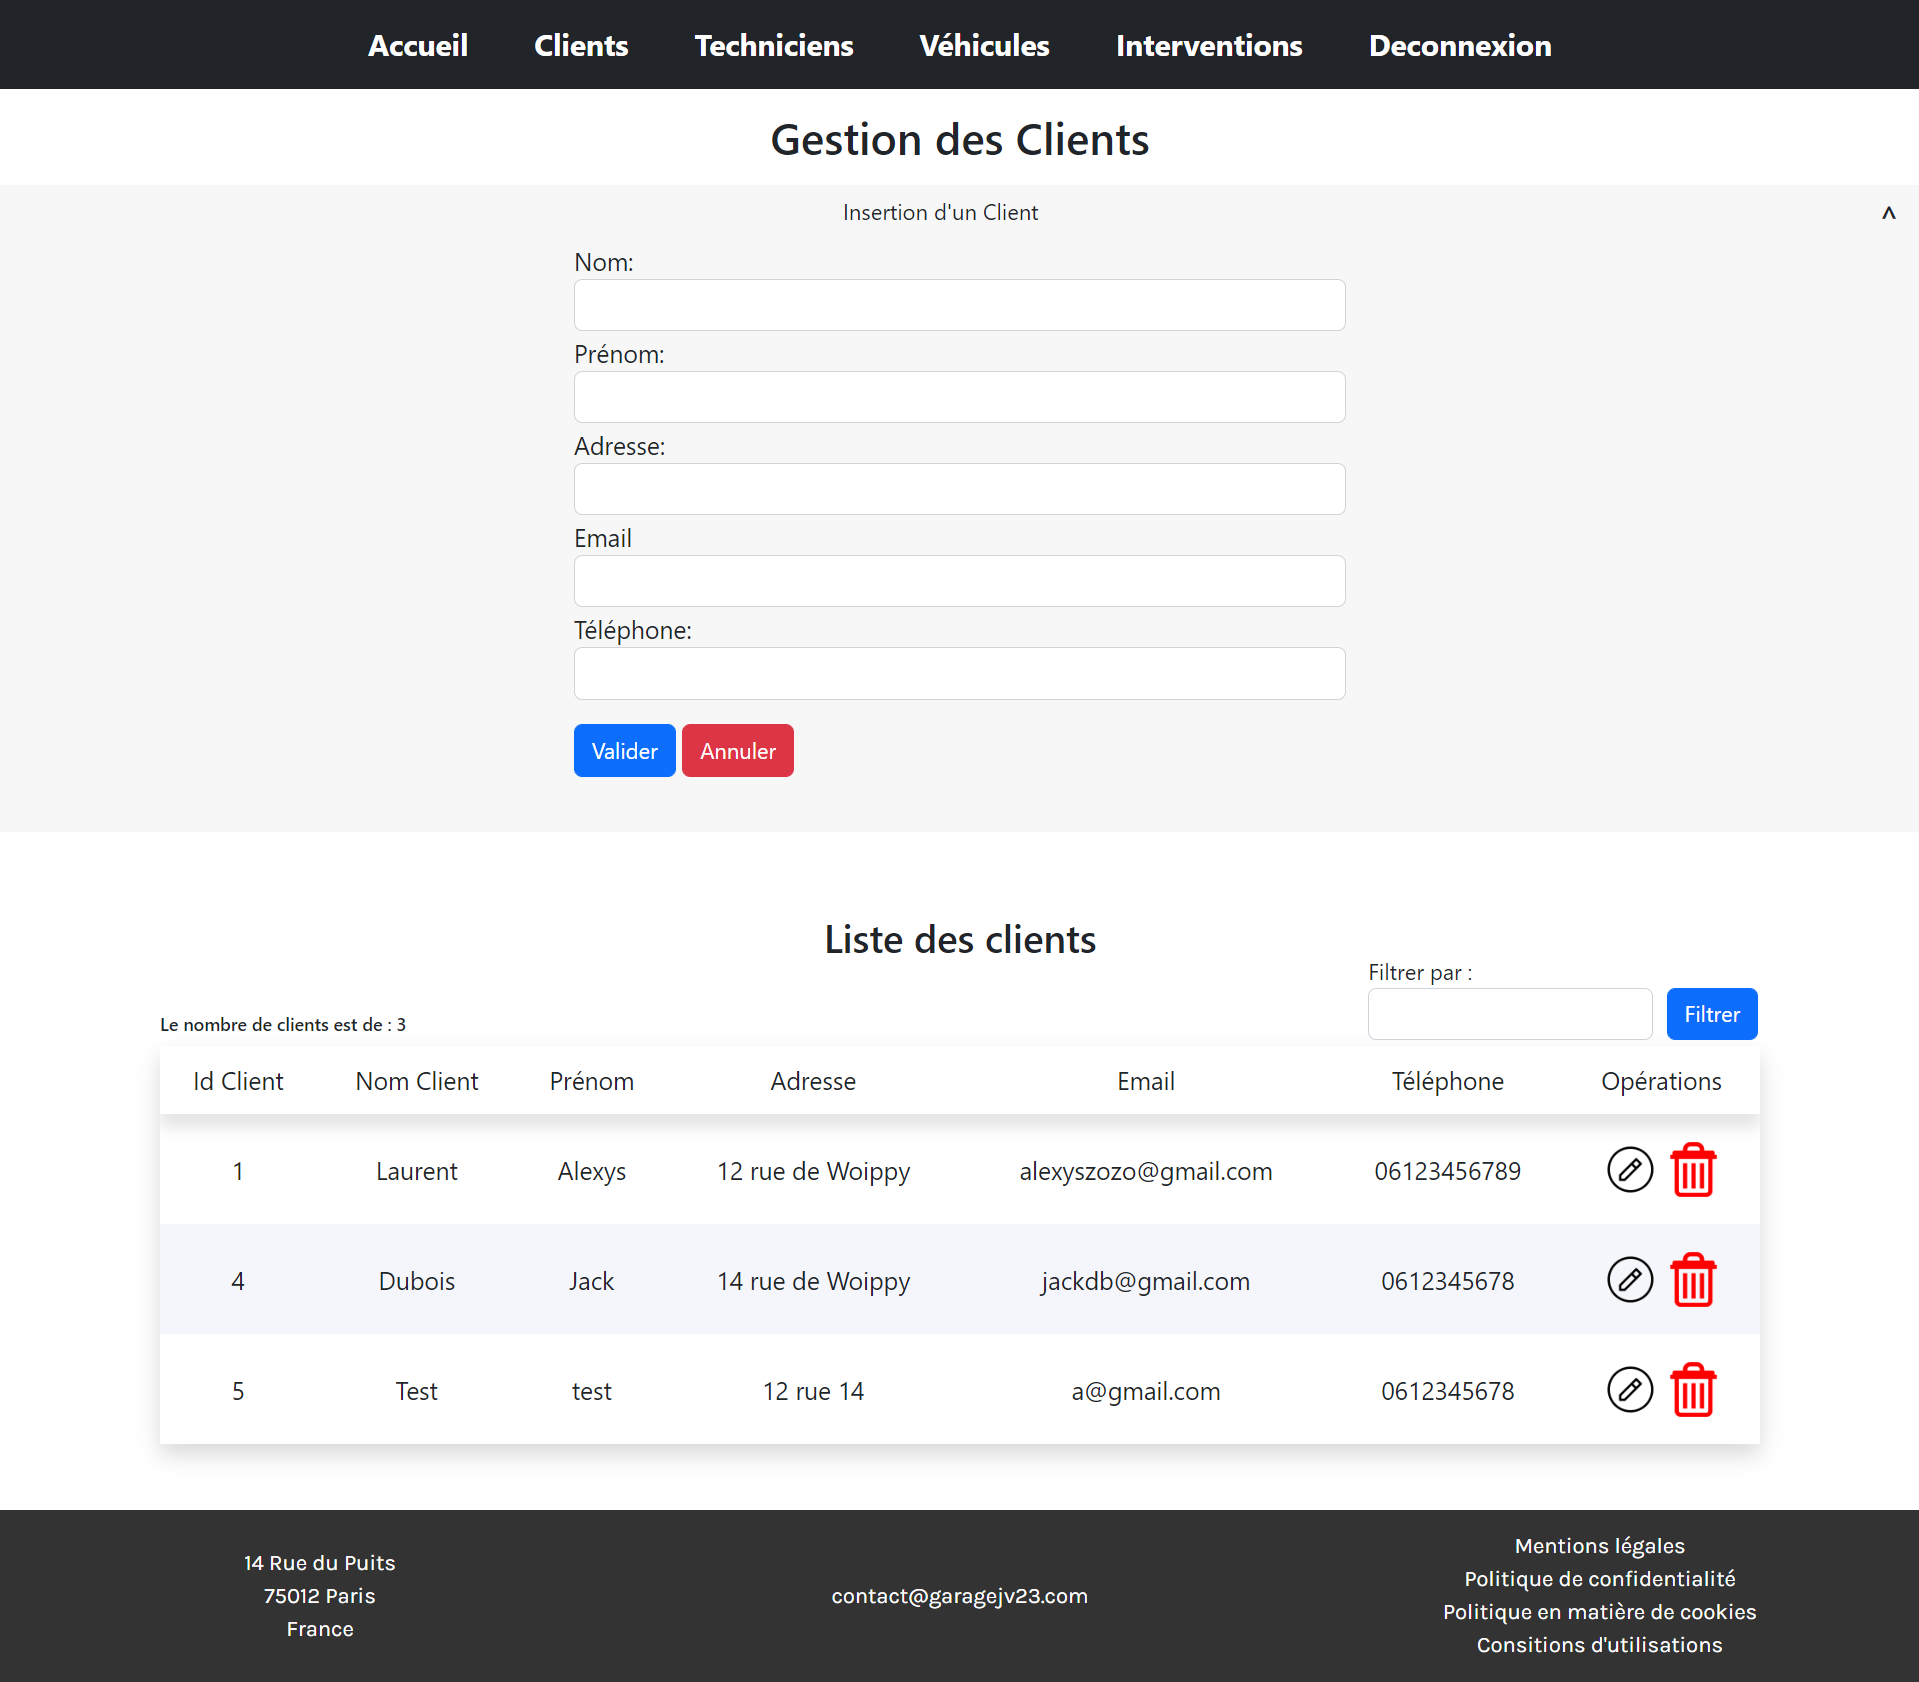 Accueil Clients Techniciens Véhicules Interventions Deconnexion
Gestion des Clients
Insertion d'un Client
^
Nom:
Prénom:
Adresse:
Email
Téléphone:
Valider Annuler
Liste des clients
Filtrer par :
Le nombre de clients est de : 3
Filtrer
Id Client Nom Client Prénom Adresse Email Téléphone Opérations
1 Laurent Alexys 12 rue de Woippy alexyszozo@gmail.com 06123456789
4 Dubois Jack 14 rue de Woippy jackdb@gmail.com 0612345678
5 Test test 12 rue 14 a@gmail.com 0612345678
14 Rue du Puits
75012 Paris
France
contact@garagejv23.com
Mentions légales
Politique de confidentialité
Politique en matière de cookies
Consitions d'utilisations